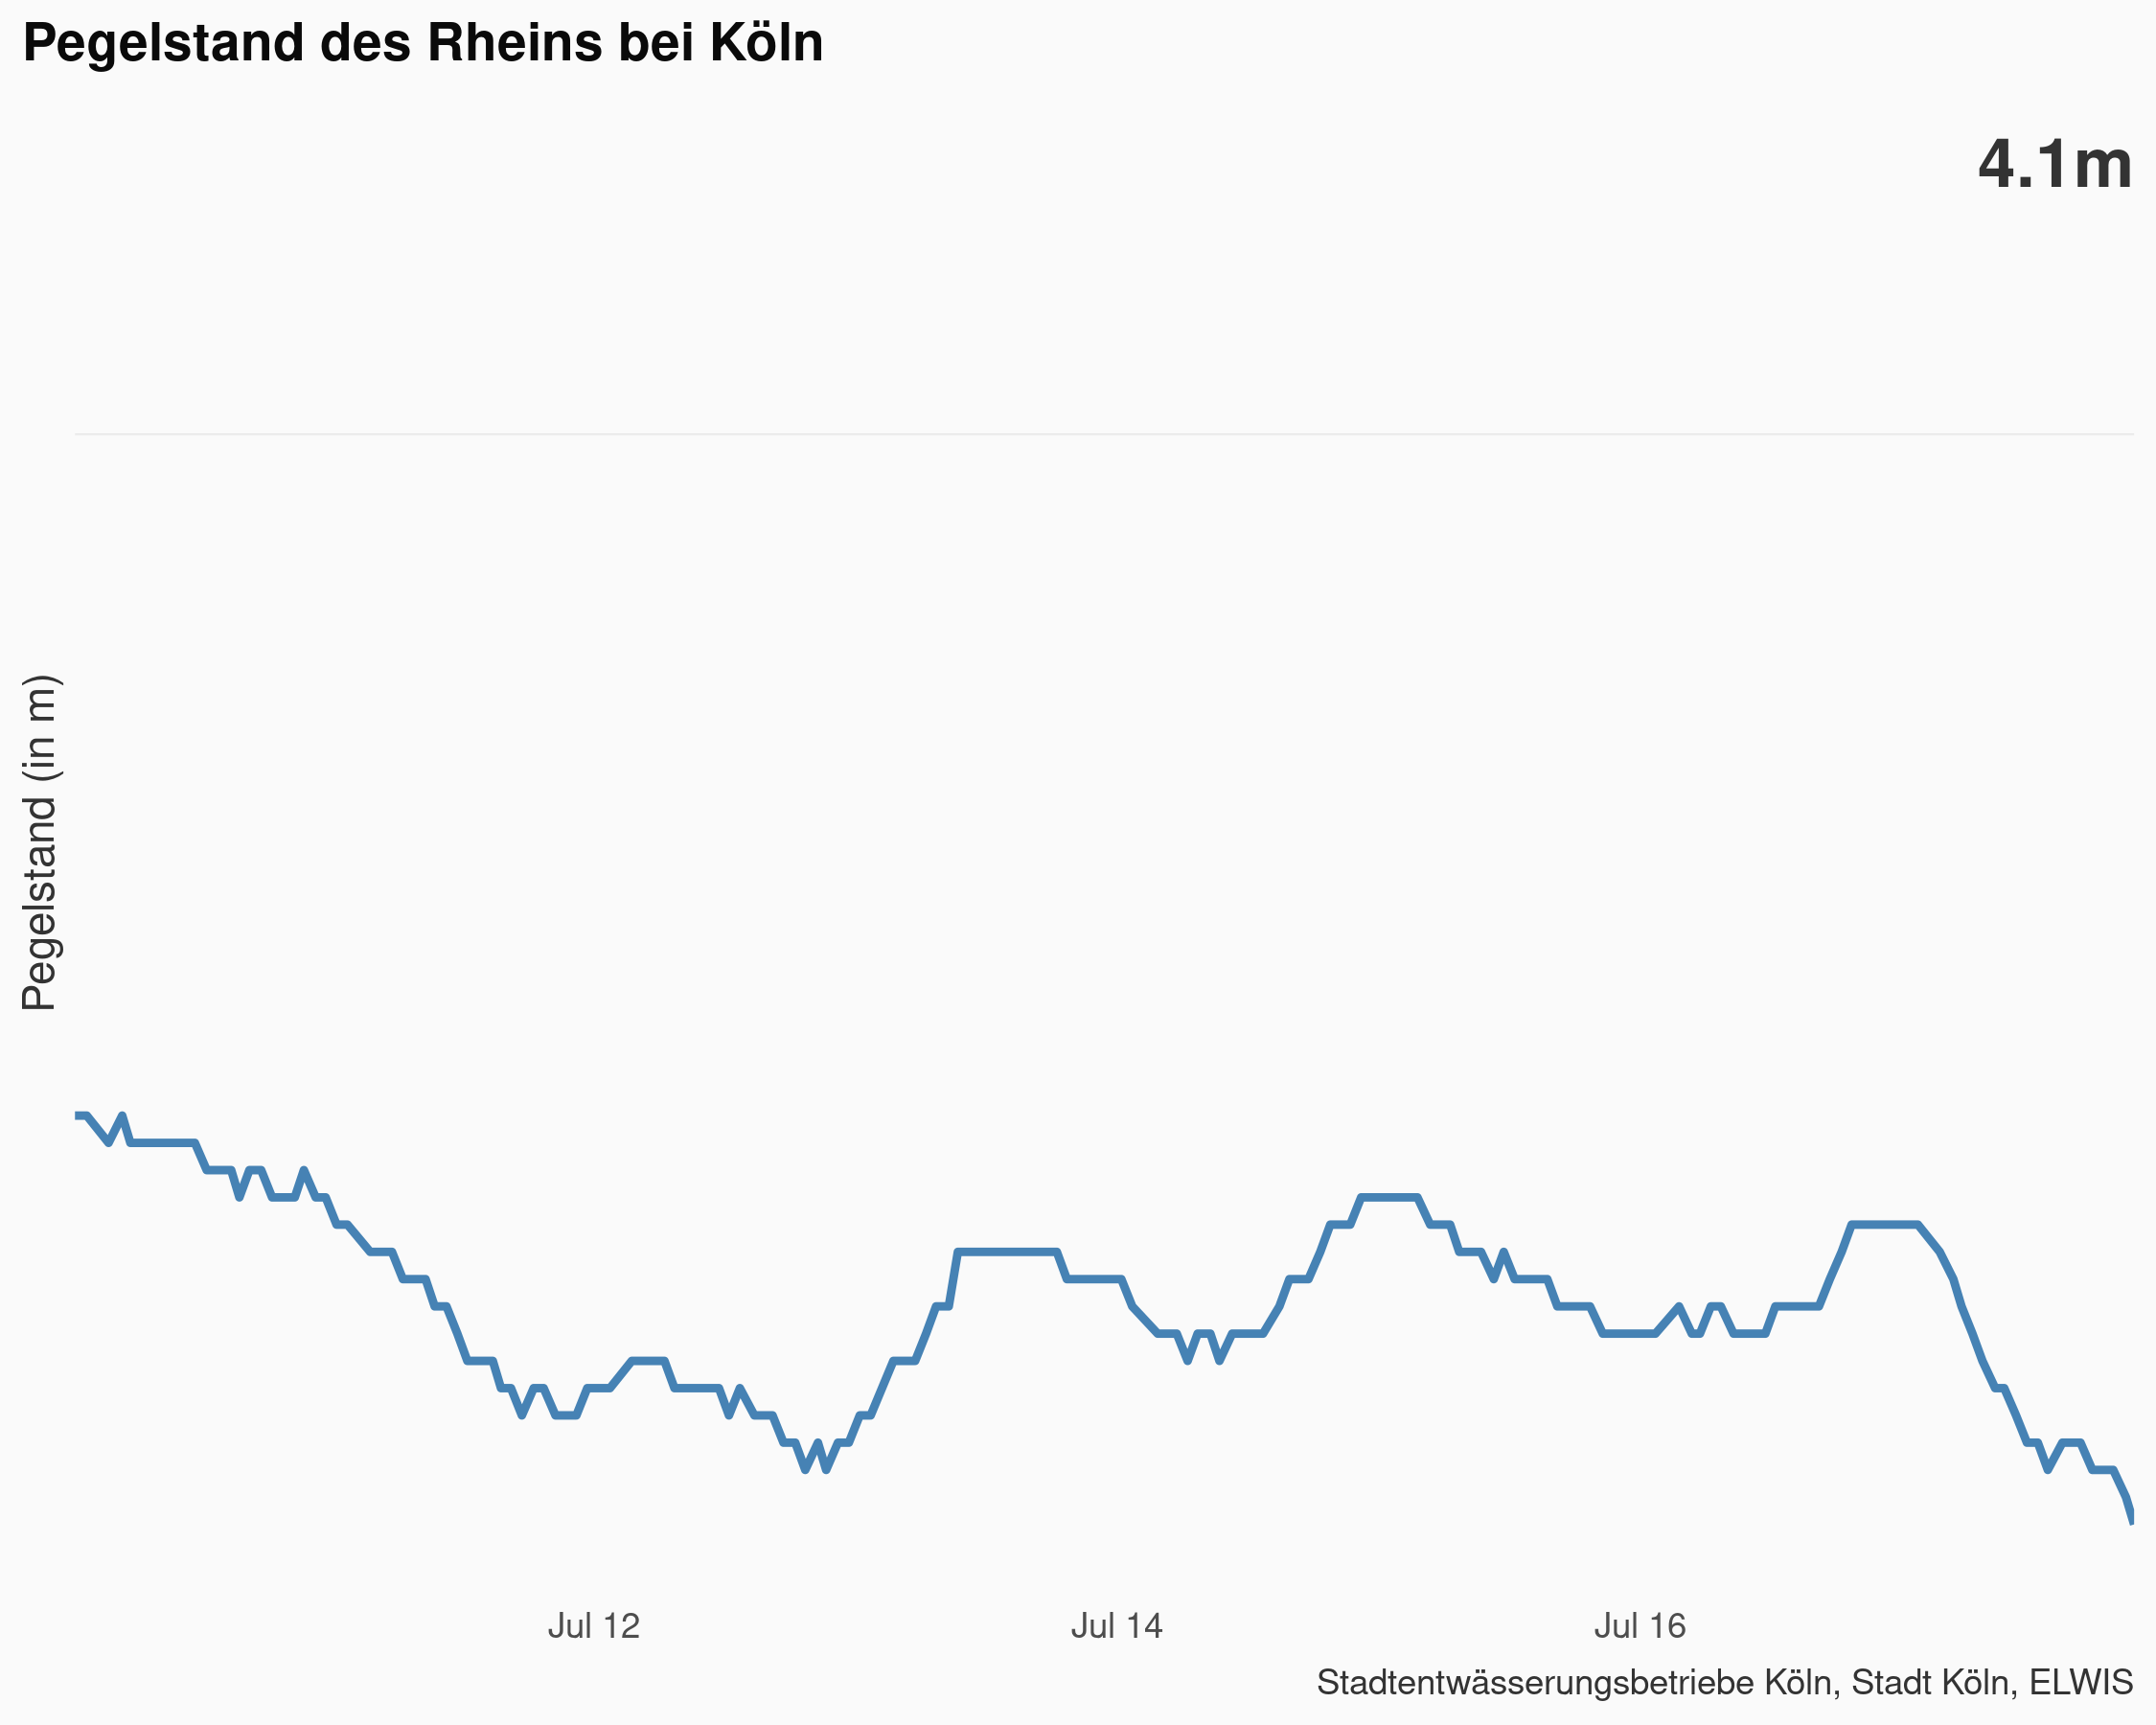 Pegelstand des Rheins bei Köln
4.1m
Pegelstand (in m)
Jul 12
Jul 14
Jul 16
Stadtentwässerungsbetriebe Köln, Stadt Köln, ELWIS